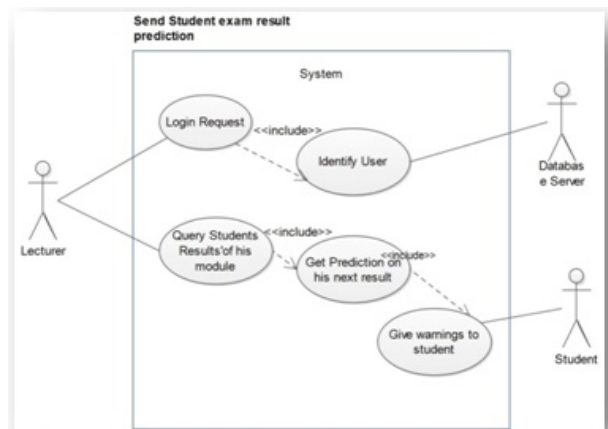 Send Student exam result
prediction
System
Login Request
<<include>>
Identify User
Databas
e Server
Lecturer
Query Students
Results'of his
module
<<include>>
Get Prediction on
his next result
<<include>>
Give warnings to
student
Student